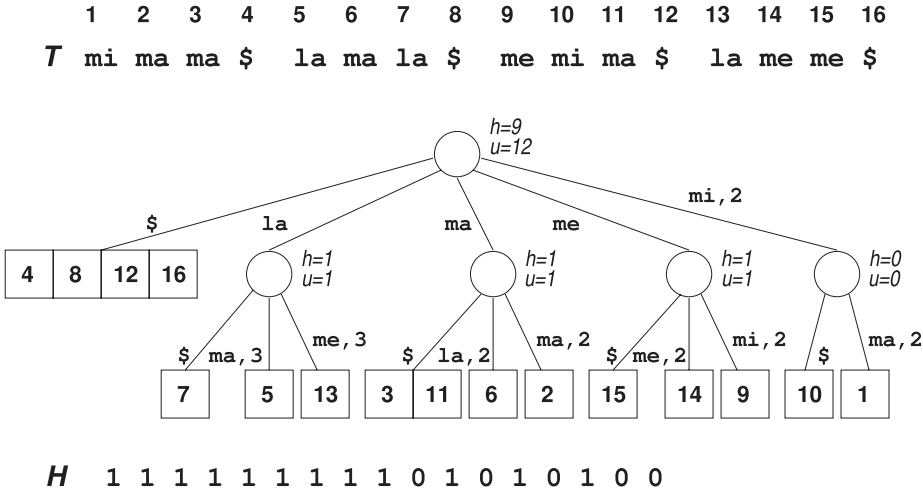 1 2 3 4 5 6 7 8 9 10 11 12 13 14 15 16
T mi ma ma $ la ma la $ me mi ma $ la me me $
h=9
u=12
mi,2
$ la ma me
h=1 h=1 h=1 h=0
u=1 u=1 u=1 u=0
4 8 12 16
me,3 ma,2 mi,2 ma,2
$ ma,3 $ la,2 $ me,2 $
7 5 13 3 11 6 2 15 14 9 10 1
H 1 1 1 1 1 1 1 1 1 0 1 0 1 0 1 0 0